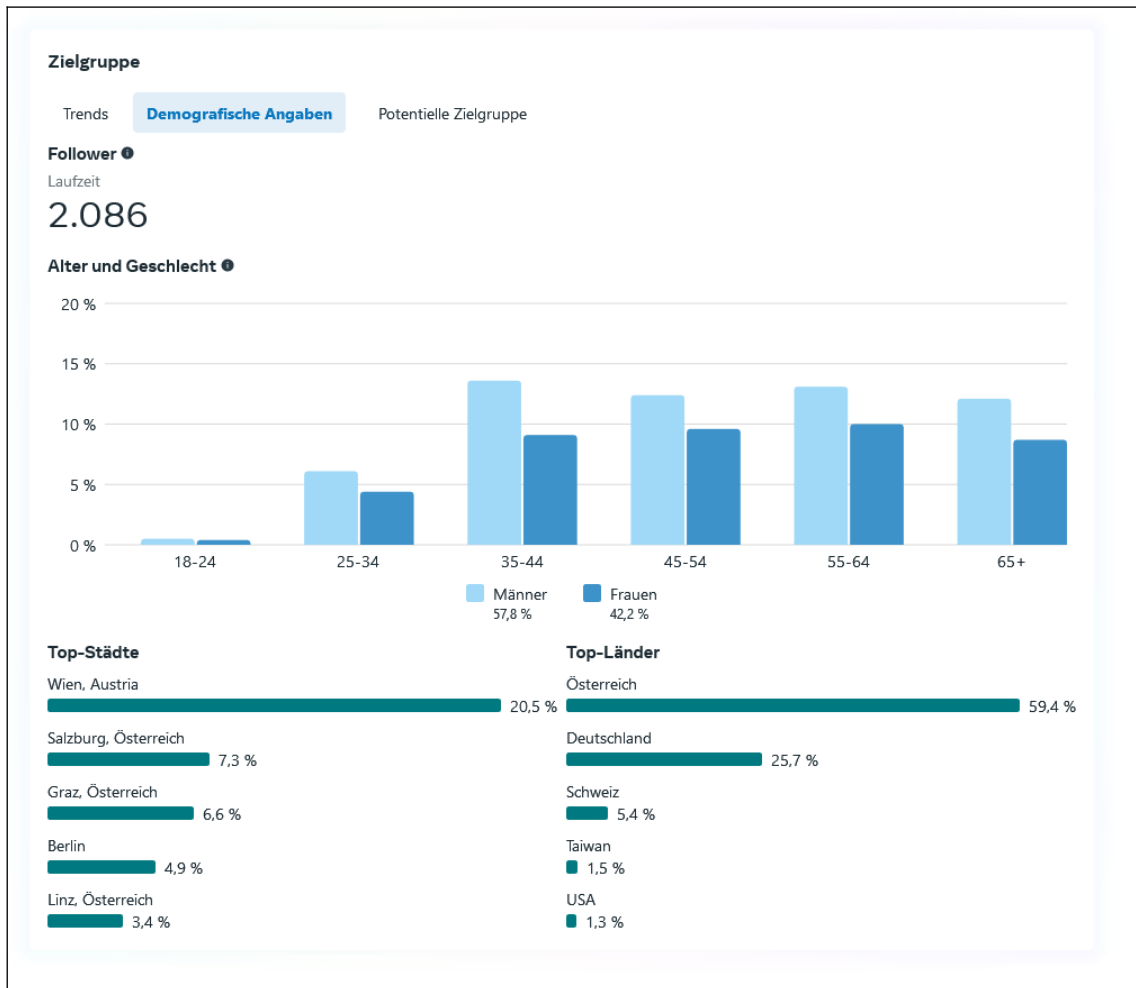 Zielgruppe
Trends Demografische Angaben Potentielle Zielgruppe
Follower
Laufzeit
2.086
Alter und Geschlecht
20 %
15 %
10 %
5 %
0 %
18-24 25-34 35-44 45-54 55-64 65+
Männer Frauen
57,8 % 42,2 %
Top-Städte
Wien, Austria
20,5 %
Salzburg, Österreich
7,3 %
Graz, Österreich
6,6 %
Berlin
4,9 %
Linz, Österreich
3,4 %
Top-Länder
Österreich
59,4 %
Deutschland
25,7 %
Schweiz
5,4 %
Taiwan
1,5 %
USA
1,3 %